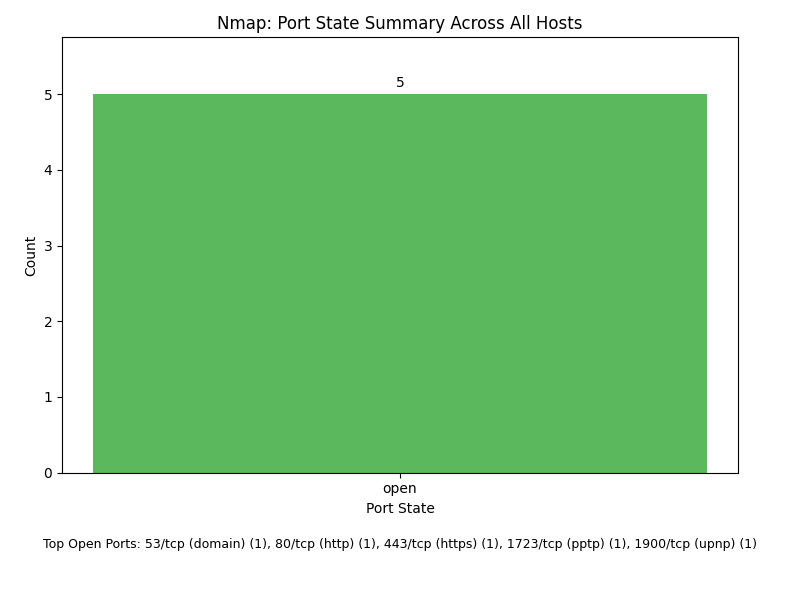 Nmap: Port State Summary Across All Hosts
5
5
4
3
2
1
0
Count
open
Port State
Top Open Ports: 53/tcp (domain) (1), 80/tcp (http) (1), 443/tcp (https) (1), 1723/tcp (pptp) (1), 1900/tcp (upnp) (1)